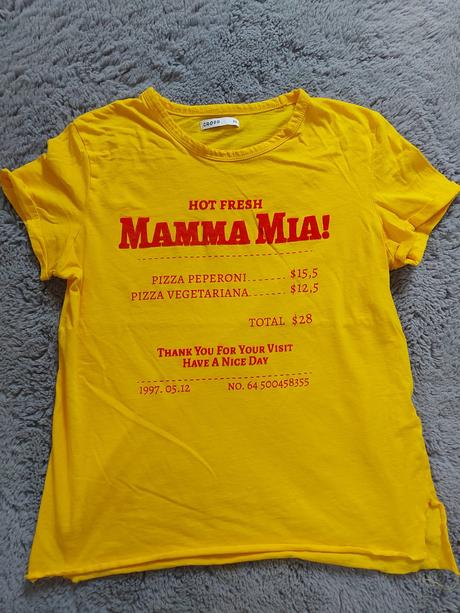 CROPP
HOT FRESH
MAMMA MIA!
PIZZA PEPERONI........ $15,5
PIZZA VEGETARIANA........ $12,5
TOTAL $28
THANK YOU FOR YOUR VISIT
HAVE A NICE DAY
1997. 05.12 NO. 64 500458355